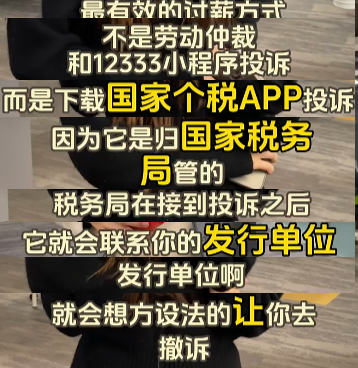 最有效的讨薪方式
不是劳动仲裁
和12333小程序投诉
而是下载国家个税APP投诉
因为它是归国家税务
局管的
税务局在接到投诉之后
它就会联系你的发行单位
发行单位啊
就会想方设法的让你去
撤诉